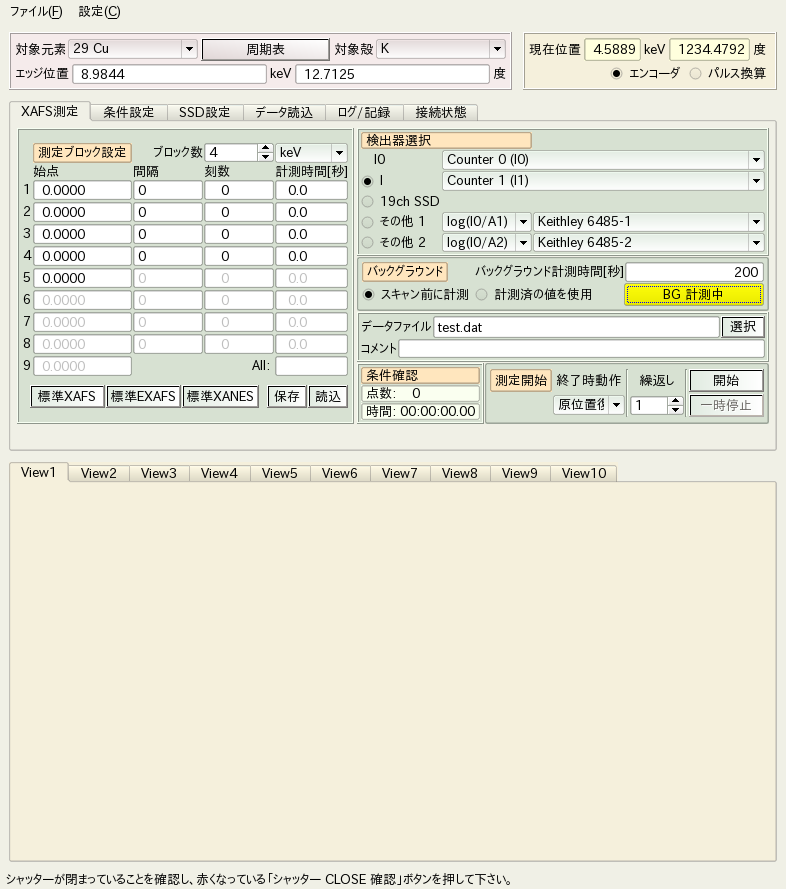 ファイル(F) 設定(C)
対象元素 29 Cu 周期表 対象殻 K
エッジ位置 8.9844 keV 12.7125 度
現在位置 4.5889 keV 1234.4792 度
エンコーダ パルス換算
XAFS測定 条件設定 SSD設定 データ読込 ログ/記録 接続状態
測定ブロック設定 ブロック数 4 keV
始点 間隔 刻数 計測時間[秒]
1 0.0000 0 0 0.0
2 0.0000 0 0 0.0
3 0.0000 0 0 0.0
4 0.0000 0 0 0.0
5 0.0000 0 0 0.0
6 0.0000 0 0 0.0
7 0.0000 0 0 0.0
8 0.0000 0 0 0.0
9 0.0000 All:
標準XAFS 標準EXAFS 標準XANES 保存 読込
検出器選択
I0 Counter 0 (I0)
I Counter 1 (I1)
19ch SSD
その他 1 log(I0/A1) Keithley 6485-1
その他 2 log(I0/A2) Keithley 6485-2
バックグラウンド バックグラウンド計測時間[秒] 200
スキャン前に計測 計測済の値を使用 BG 計測中
データファイル test.dat 選択
コメント
条件確認
点数: 0
時間: 00:00:00.00
測定開始 終了時動作 繰返し 開始
原位置復 1 一時停止
View1 View2 View3 View4 View5 View6 View7 View8 View9 View10
シャッターが閉まっていることを確認し、赤くなっている「シャッター CLOSE 確認」ボタンを押して下さい。